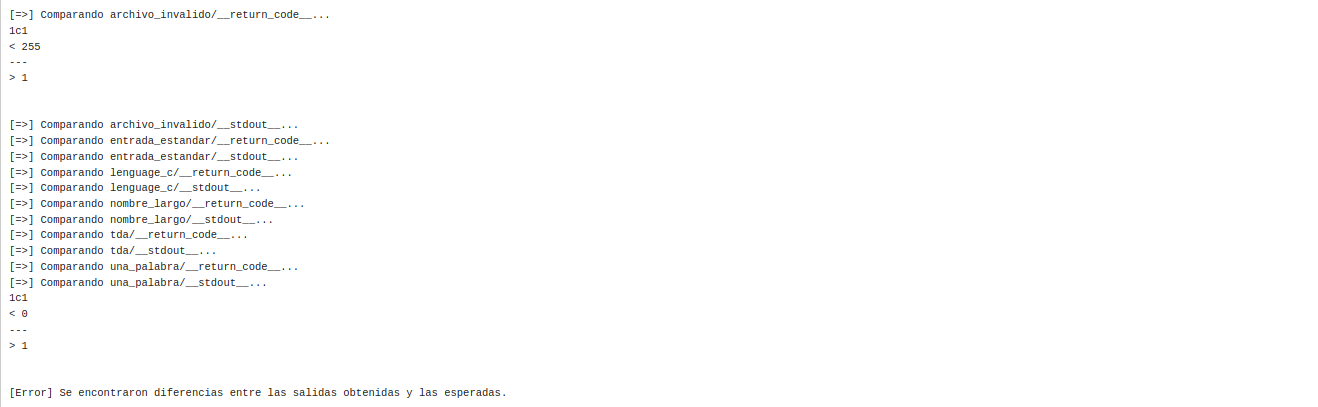 [=>] Comparando archivo_invalido/__return_code__...
1c1
< 255
---
> 1
[=>] Comparando archivo_invalido/__stdout__...
[=>] Comparando entrada_estandar/__return_code__...
[=>] Comparando entrada_estandar/__stdout__...
[=>] Comparando lenguage_c/__return_code__...
[=>] Comparando lenguage_c/__stdout__...
[=>] Comparando nombre_largo/__return_code__...
[=>] Comparando nombre_largo/__stdout__...
[=>] Comparando tda/__return_code__...
[=>] Comparando tda/__stdout__...
[=>] Comparando una_palabra/__return_code__...
[=>] Comparando una_palabra/__stdout__...
1c1
< 0
---
> 1
[Error] Se encontraron diferencias entre las salidas obtenidas y las esperadas.